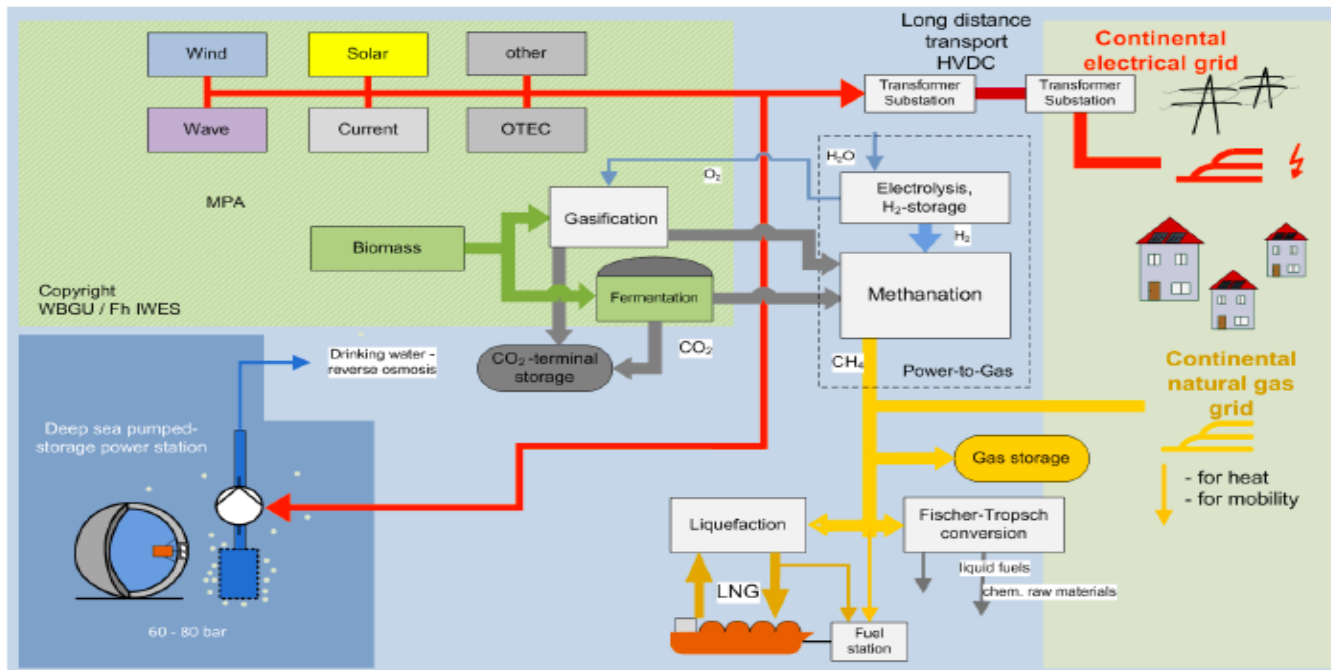 Wind
Solar
other
Wave
Current
OTEC
MPA
Long distance
transport
HVDC
Transformer
Substation
Transformer
Substation
Continental
electrical grid
O₂
H₂O
Electrolysis,
H₂-storage
H₂
Gasification
Biomass
Fermentation
Methanation
Copyright
WBGU / Fh IWES
CO₂-terminal
storage
CO₂
CH₄
Power-to-Gas
Drinking water -
reverse osmosis
Continental
natural gas
grid
- for heat
- for mobility
Deep sea pumped-
storage power station
60 - 80 bar
Gas storage
Liquefaction
Fischer-Tropsch
conversion
liquid fuels
chem. raw materials
LNG
Fuel
station